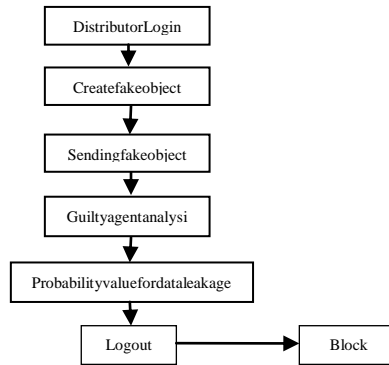 DistributorLogin
Createfakeobject
Sendingfakeobject
Guiltyagentanalysi
Probabilityvaluefordataleakage
Logout
Block